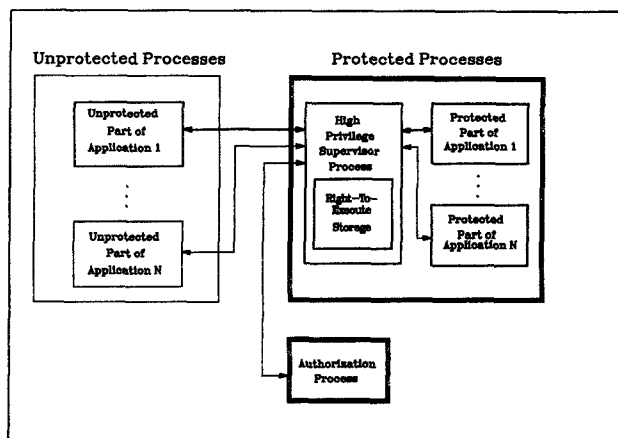 Unprotected Processes
Protected Processes
Unprotected
Part of
Application 1
Unprotected
Part of
Application N
High
Privilege
Supervisor
Process
Right-To-
Execute
Storage
Protected
Part of
Application 1
Protected
Part of
Application N
Authorization
Process